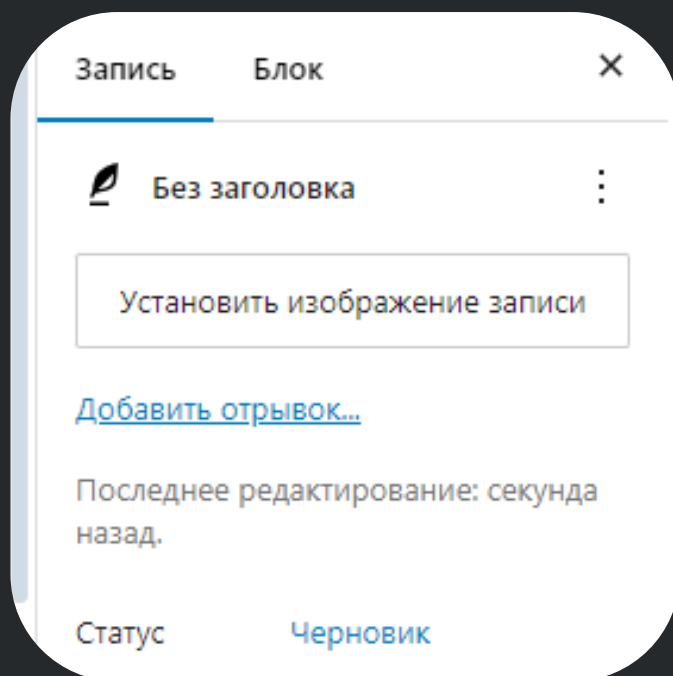 Запись Блок
Без заголовка
Установить изображение записи
Добавить отрывок...
Последнее редактирование: секунда
назад.
Статус Черновик